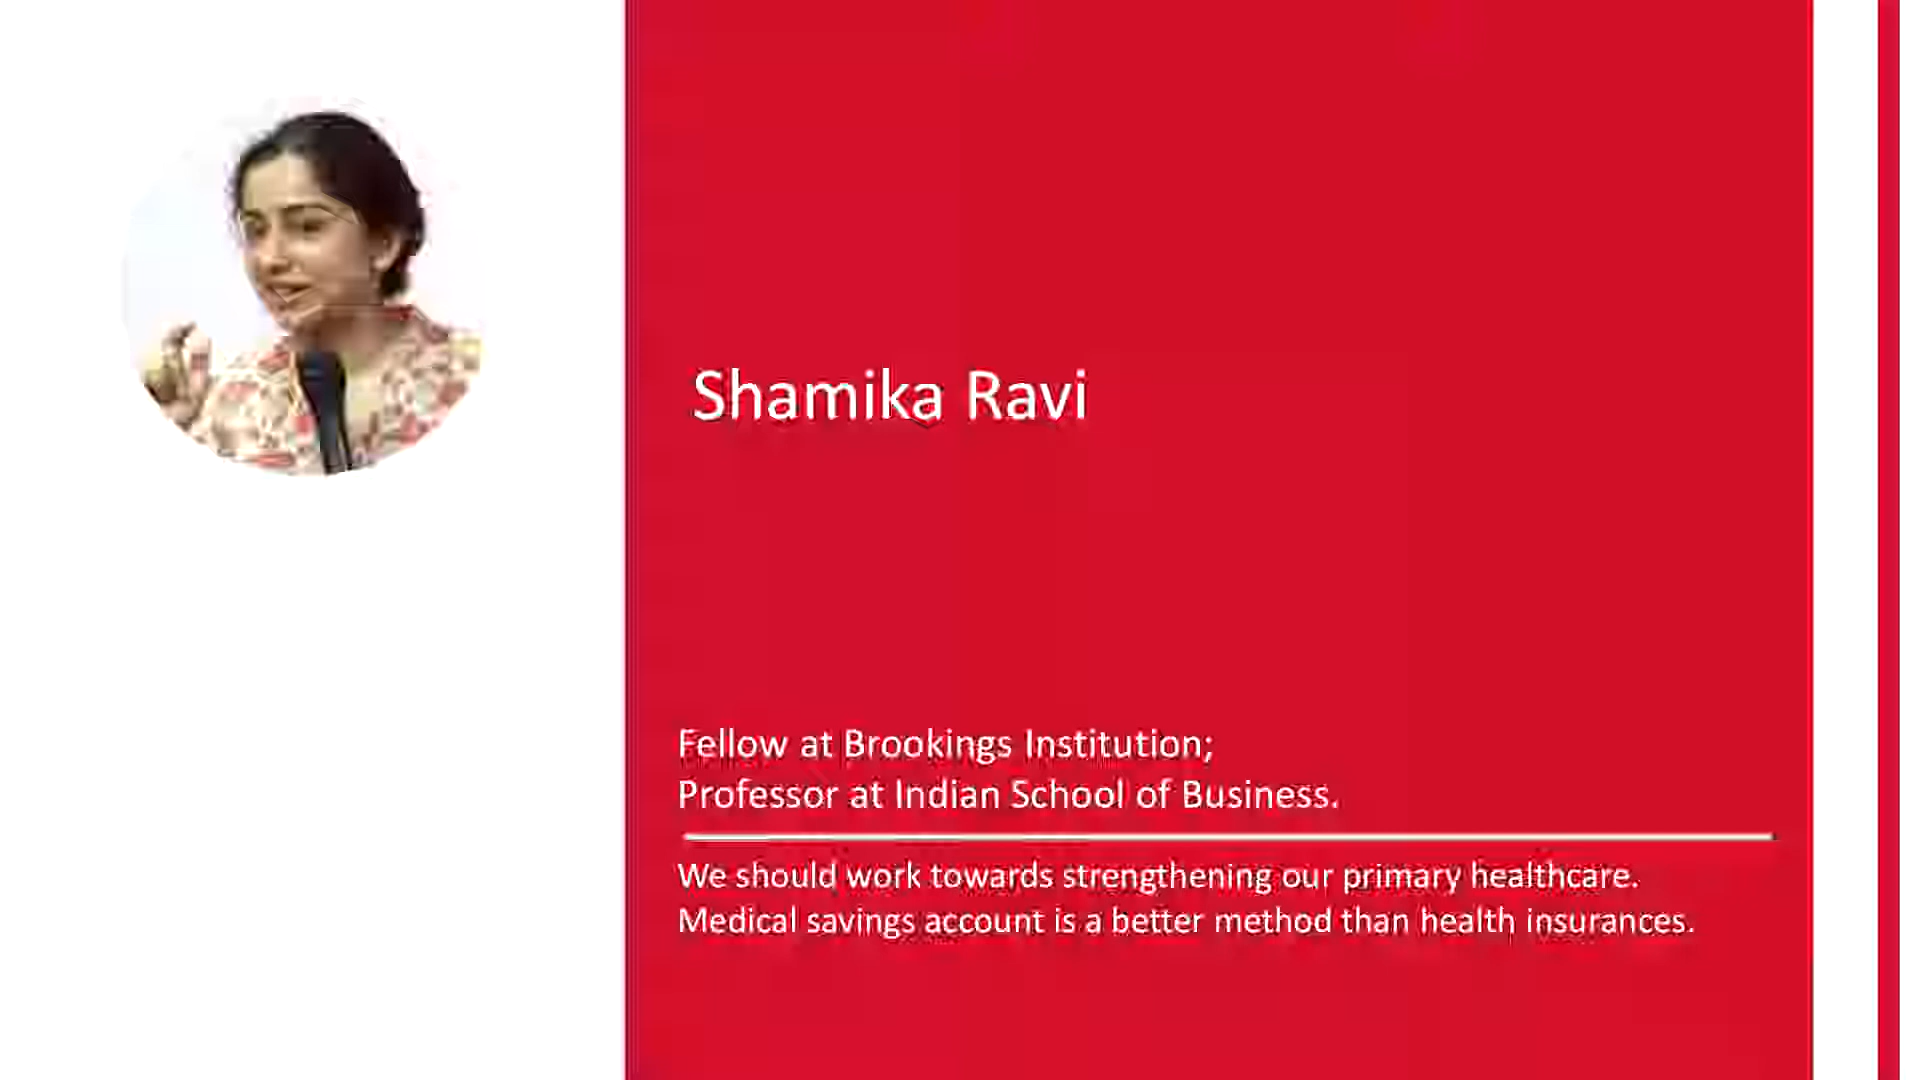 Shamika Ravi
Fellow at Brookings Institution;
Professor at Indian School of Business.
We should work towards strengthening our primary healthcare.
Medical savings account is a better method than health insurances.